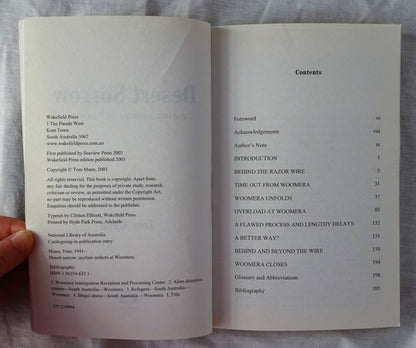 Wakefield Press
1 The Parade West
Kent Town
South Australia 5067
www.wakefieldpress.com.au
First published by Seaview Press 2003
Wakefield Press edition published 2003
Copyright © Tom Mann, 2003
All rights reserved. This book is copyright. Apart from
any fair dealing for the purposes of private study, research,
criticism or review, as permitted under the Copyright Act,
no part may be reproduced without written permission.
Enquiries should be addressed to the publisher.
Typeset by Clinton Ellicott, Wakefield Press
Printed by Hyde Park Press, Adelaide
National Library of Australia
Cataloguing-in-publication entry
Mann, Tom, 1941– .
Desert sorrow: asylum seekers at Woomera.
Bibliography
ISBN 1 86254 623 1.
1. Woomera Immigration Reception and Processing Centre. 2. Alien detention
centers—South Australia—Woomera. 3. Refugees—South Australia—
Woomera. 4. Illegal aliens—South Australia—Woomera. I. Title.
Contents
Foreword vi
Acknowledgements viii
Author's Note ix
INTRODUCTION 1
BEHIND THE RAZOR WIRE 5
TIME OUT FROM WOOMERA 31
WOOMERA UNFOLDS 37
OVERLOAD AT WOOMERA 83
A FLAWED PROCESS AND LENGTHY DELAYS 132
A BETTER WAY? 151
BEHIND AND BEYOND THE WIRE 159
WOOMERA CLOSES 194
Glossary and Abbreviations 198
Bibliography 205